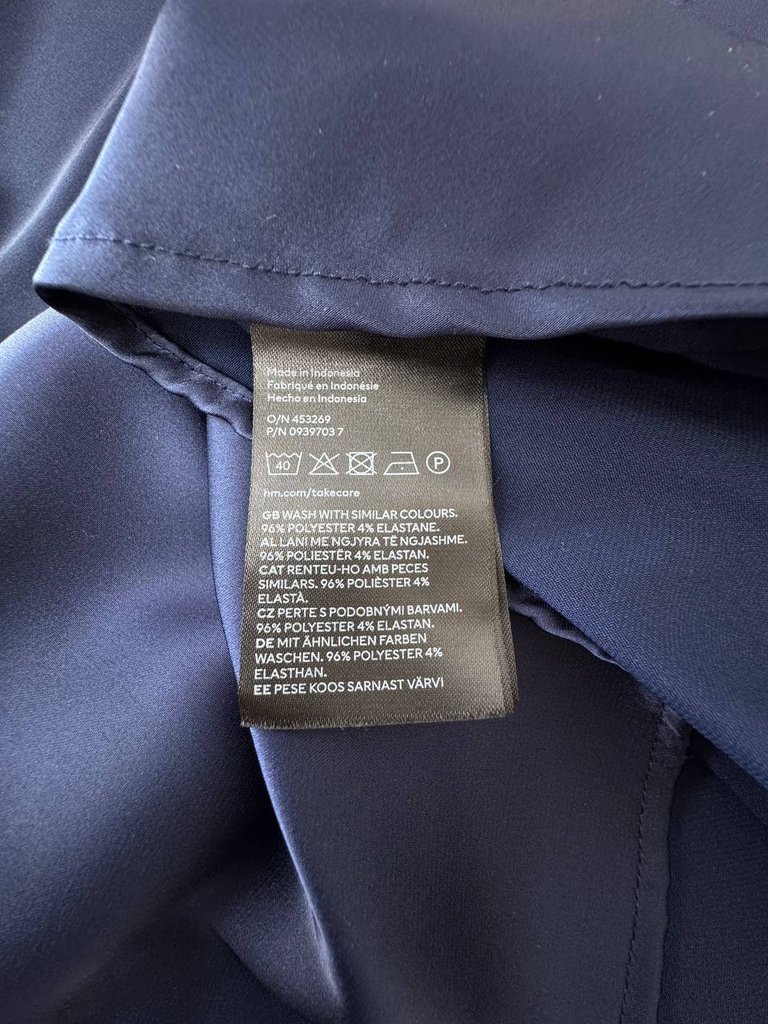 Made in Indonesia
Fabriqué en Indonésie
Hecho en Indonesia
O/N 453269
P/N 0939703 7
40 P
hm.com/takecare
GB WASH WITH SIMILAR COLOURS.
96% POLYESTER 4% ELASTANE.
AL LANI ME NGJYRA TË NGJASHME.
96% POLIESTËR 4% ELASTAN.
CAT RENTEU-HO AMB PECES
SIMILARS. 96% POLIÈSTER 4%
ELASTÀ.
CZ PERTE S PODOBNÝMI BARVAMI.
96% POLYESTER 4% ELASTAN.
DE MIT ÄHNLICHEN FARBEN
WASCHEN. 96% POLYESTER 4%
ELASTHAN.
EE PESE KOOS SARNAST VÄRVI